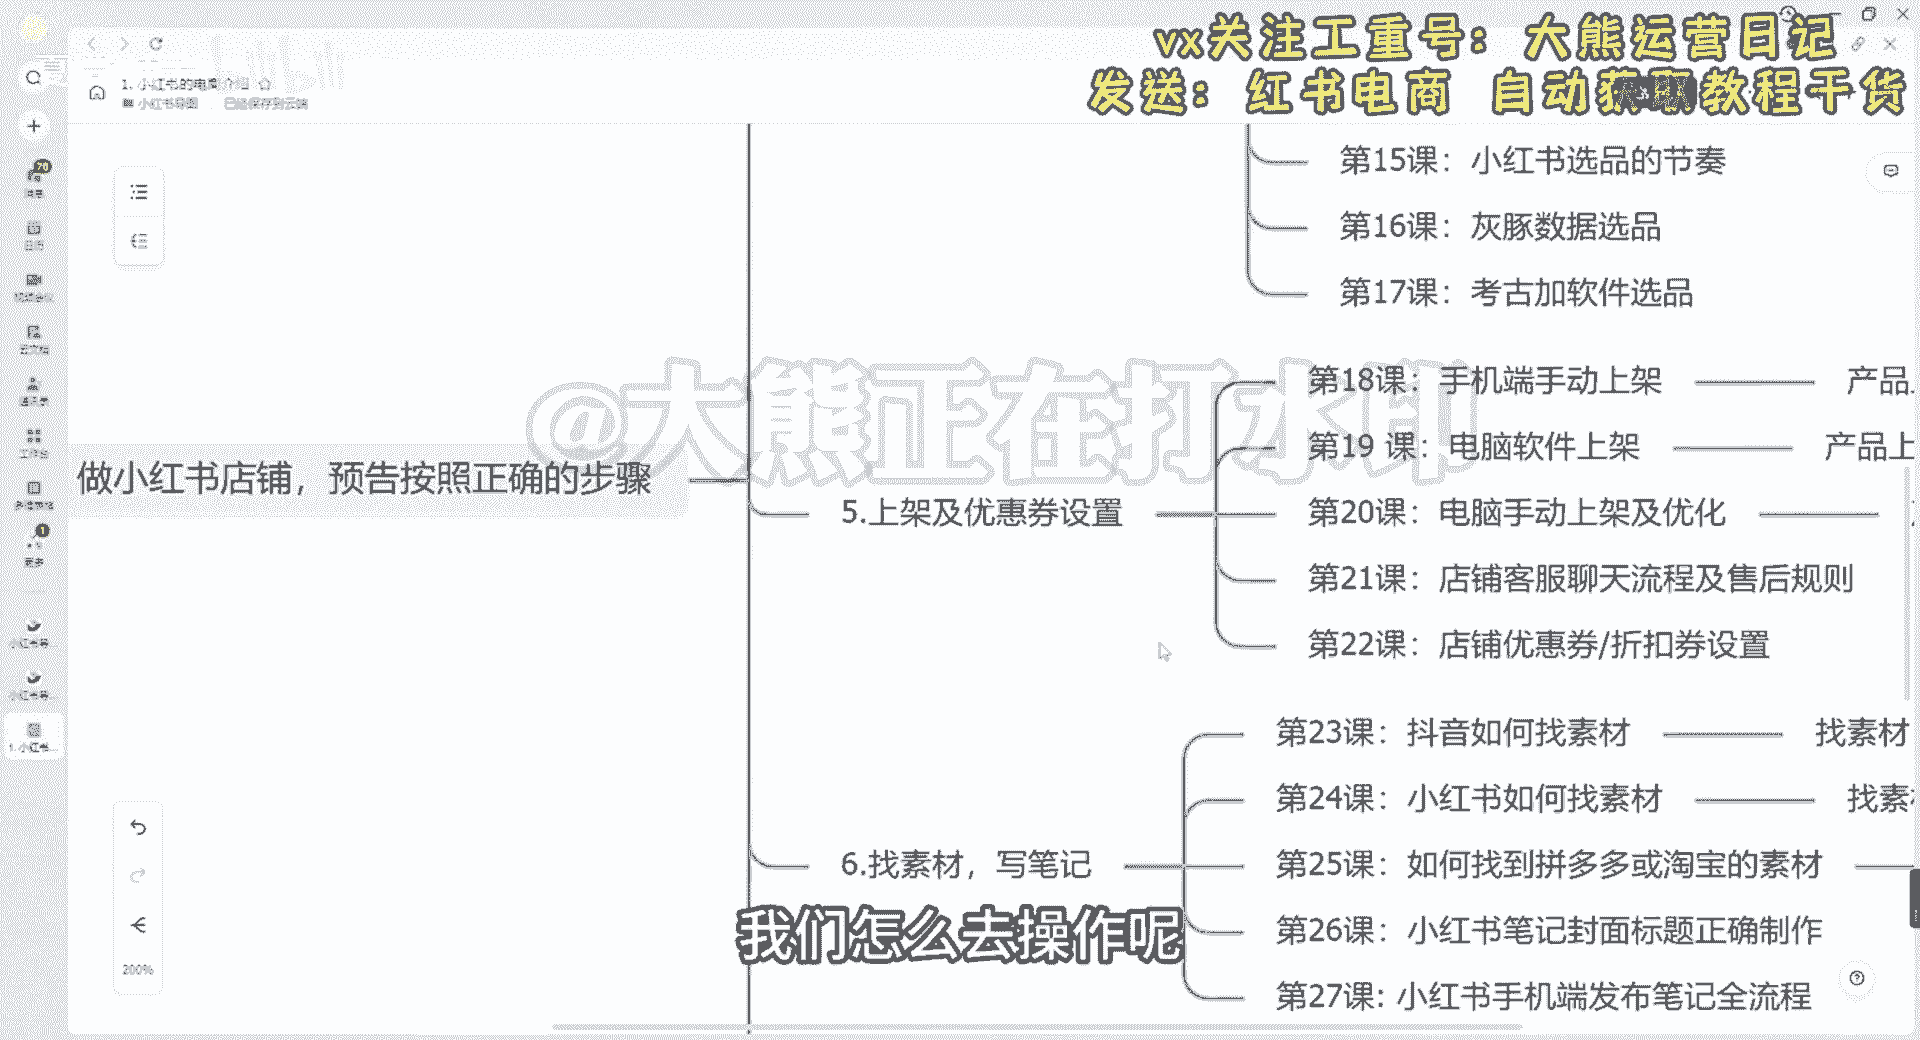 vx关注工重号：大熊运营日记
发送：红书电商 自动获取教程干货
1. 小红书的电商介绍
小红书导图 已经保存到云端
第15课：小红书选品的节奏
第16课：灰豚数据选品
第17课：考古加软件选品
@大熊正在打水印
第18课：手机端手动上架
产品
第19 课：电脑软件上架
产品上
做小红书店铺，预告按照正确的步骤
5.上架及优惠券设置
第20课：电脑手动上架及优化
第21课：店铺客服聊天流程及售后规则
第22课：店铺优惠券/折扣券设置
第23课：抖音如何找素材
找素材
第24课：小红书如何找素材
找素
6.找素材，写笔记
第25课：如何找到拼多多或淘宝的素材
第26课：小红书笔记封面标题正确制作
第27课：小红书手机端发布笔记全流程
我们怎么去操作呢
70
日历
云文档
工作台
1
更多
200%